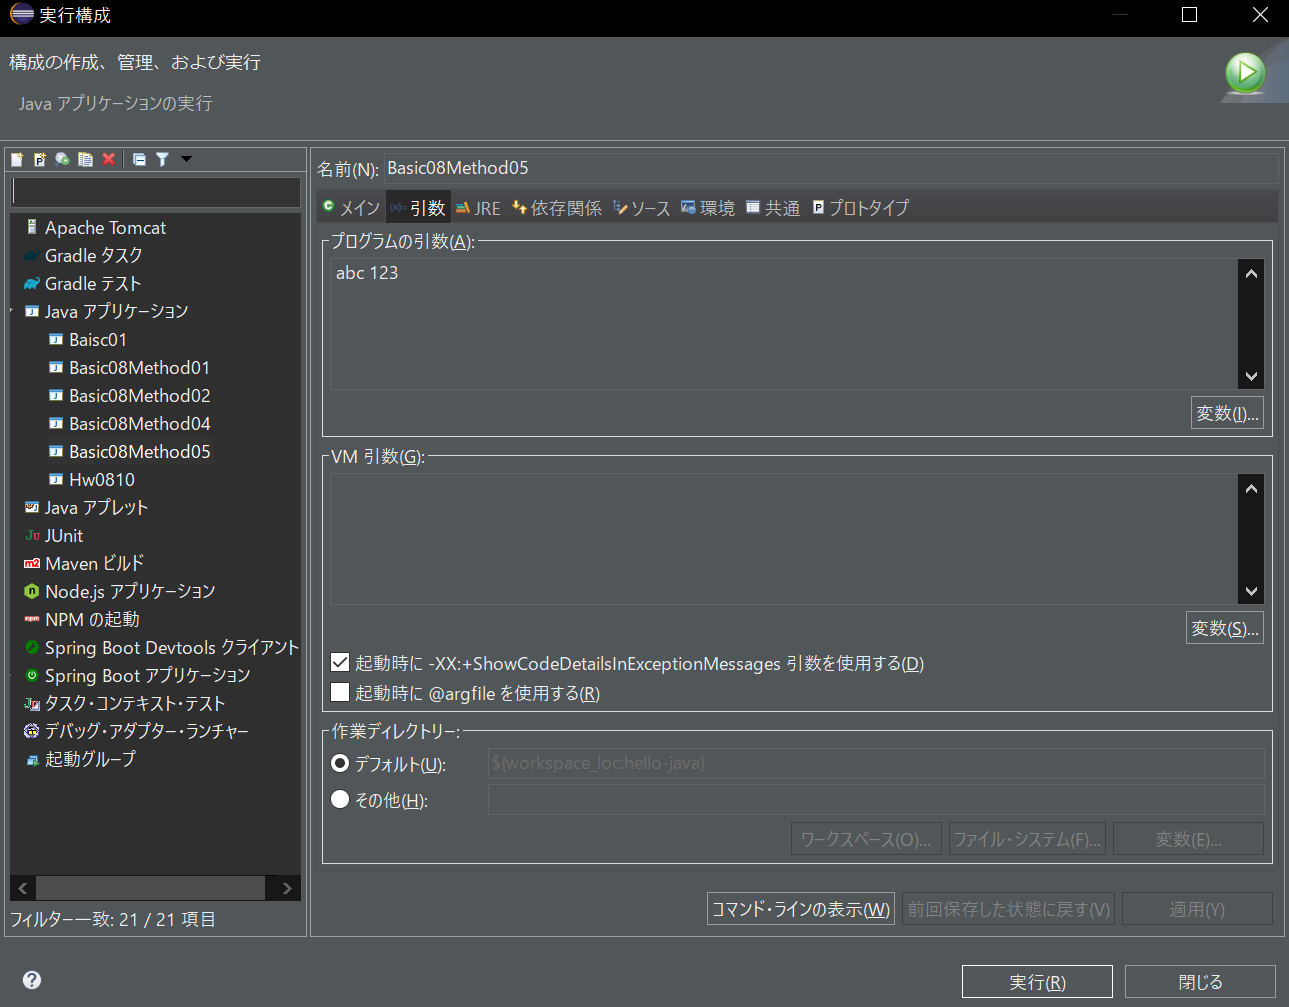 実行構成
構成の作成、管理、および実行
Java アプリケーションの実行
名前(N): Basic08Method05
メイン 引数 JRE 依存関係 ソース 環境 共通 プロトタイプ
Apache Tomcat
Gradle タスク
Gradle テスト
Java アプリケーション
Baisc01
Basic08Method01
Basic08Method02
Basic08Method04
Basic08Method05
Hw0810
Java アプレット
JUnit
Maven ビルド
Node.js アプリケーション
NPM の起動
Spring Boot Devtools クライアント
Spring Boot アプリケーション
タスク・コンテキスト・テスト
デバッグ・アダプター・ランチャー
起動グループ
フィルター一致: 21 / 21 項目
プログラムの引数(A):
abc 123
変数(I)...
VM 引数(G):
変数(S)...
起動時に -XX:+ShowCodeDetailsInExceptionMessages 引数を使用する(D)
起動時に @argfile を使用する(R)
作業ディレクトリー:
デフォルト(U): ${workspace_loc:hello-java}
その他(H):
ワークスペース(O)... ファイル・システム(F)... 変数(E)...
コマンド・ラインの表示(W) 前回保存した状態に戻す(V) 適用(Y)
実行(R) 閉じる